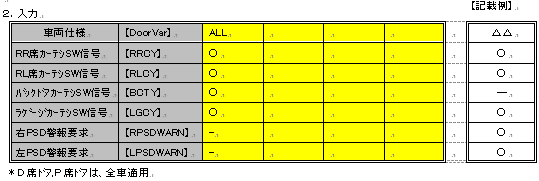 【記載例】
2．入力
車両仕様 【DoorVar】 ALL △△
RR席カーテシSW信号 【RRCY】 ○ ○
RL席カーテシSW信号 【RLCY】 ○ ○
バックドアカーテシSW信号 【BCTY】 ○ ―
ラゲージカーテシSW信号 【LGCY】 ○ ○
右PSD警報要求 【RPSDWARN】 - ○
左PSD警報要求 【LPSDWARN】 - ○
＊D席ドア，P席ドアは、全車適用